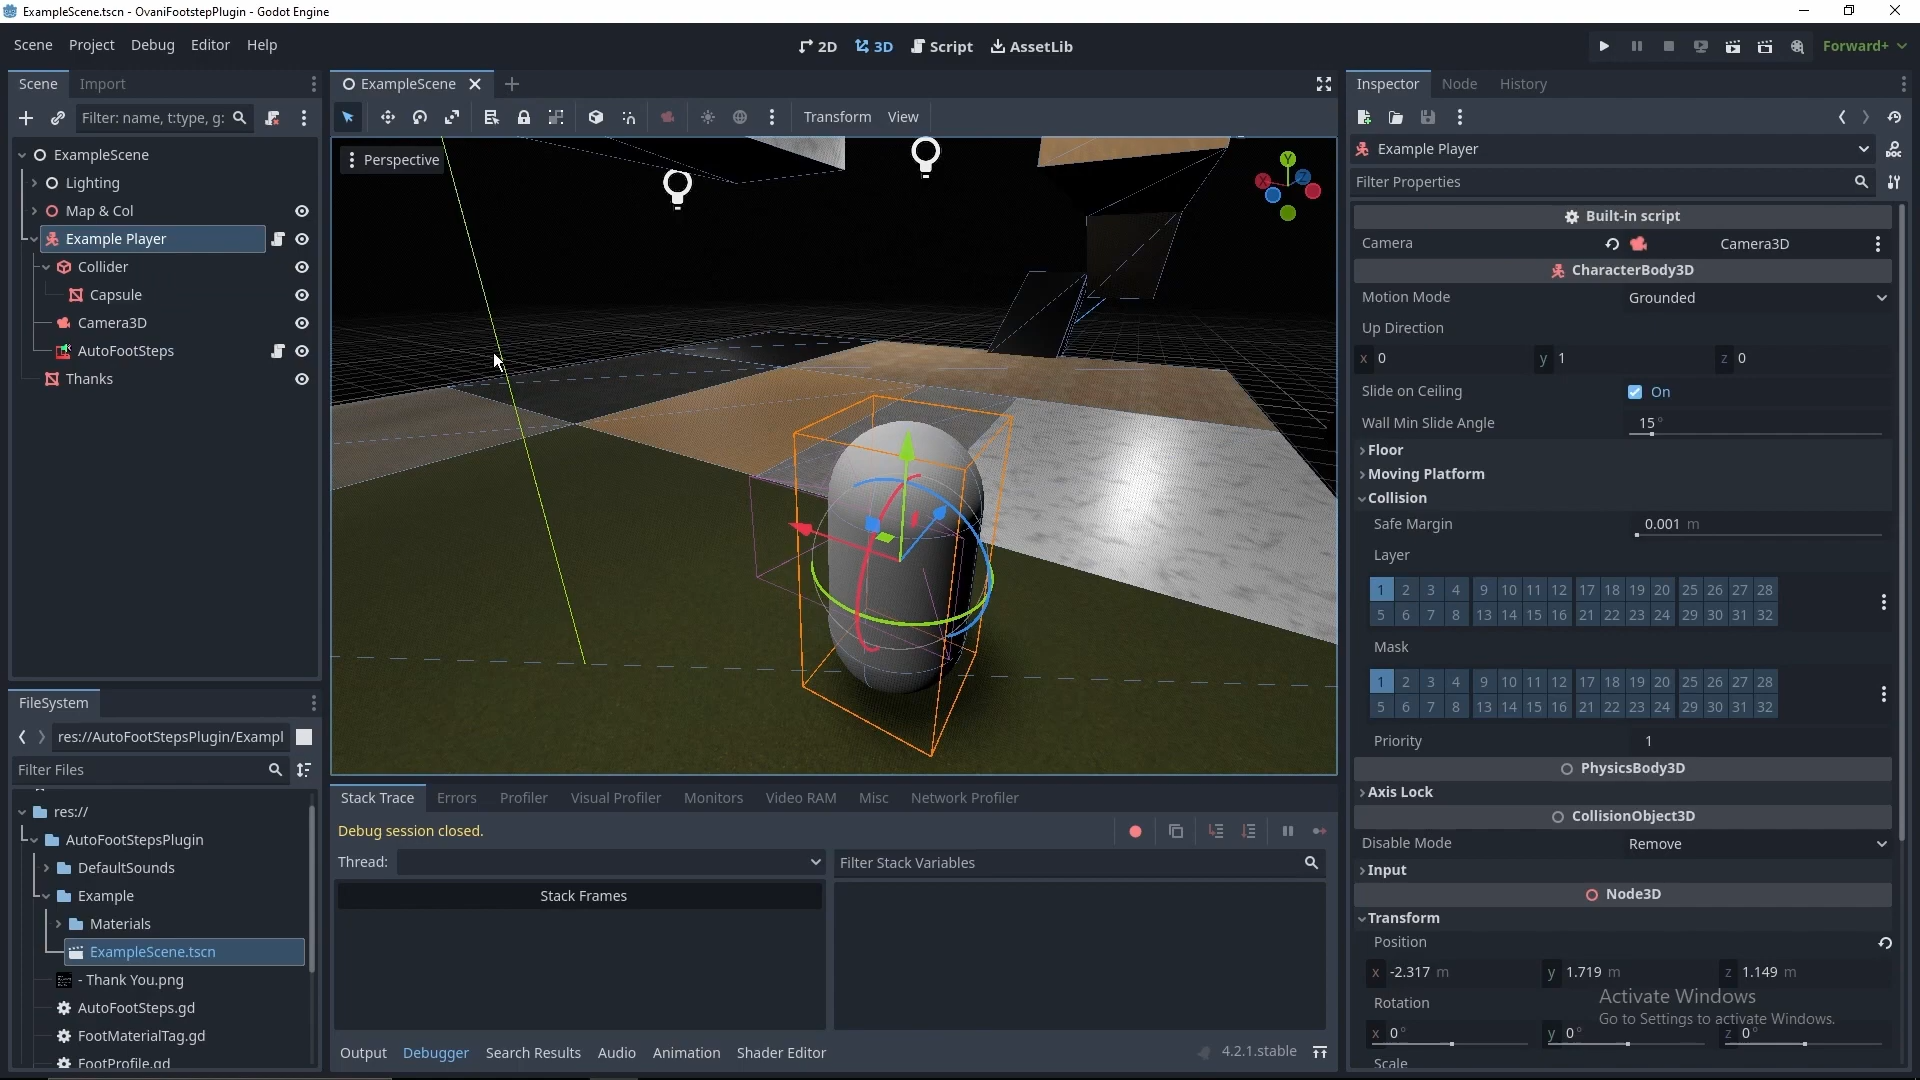 ExampleScene.tscn - OvaniFootstepPlugin - Godot Engine
Scene Project Debug Editor Help
2D 3D Script AssetLib
Forward+
Scene Import
Filter: name, t:type, g:
ExampleScene
Lighting
Map & Col
Example Player
Collider
Capsule
Camera3D
AutoFootSteps
Thanks
FileSystem
res://AutoFootStepsPlugin/Exampl
Filter Files
res://
AutoFootStepsPlugin
DefaultSounds
Example
Materials
ExampleScene.tscn
- Thank You.png
AutoFootSteps.gd
FootMaterialTag.gd
FootProfile.gd
ExampleScene
Transform View
Perspective
Y
X
Z
Stack Trace Errors Profiler Visual Profiler Monitors Video RAM Misc Network Profiler
Debug session closed.
Thread:
Filter Stack Variables
Stack Frames
Output Debugger Search Results Audio Animation Shader Editor
4.2.1.stable
Inspector Node History
Example Player
Filter Properties
Built-in script
Camera Camera3D
CharacterBody3D
Motion Mode Grounded
Up Direction
x 0 y 1 z 0
Slide on Ceiling On
Wall Min Slide Angle 15 °
Floor
Moving Platform
Collision
Safe Margin 0.001 m
Layer
1 2 3 4 9 10 11 12 17 18 19 20 25 26 27 28
5 6 7 8 13 14 15 16 21 22 23 24 29 30 31 32
Mask
1 2 3 4 9 10 11 12 17 18 19 20 25 26 27 28
5 6 7 8 13 14 15 16 21 22 23 24 29 30 31 32
Priority 1
PhysicsBody3D
Axis Lock
CollisionObject3D
Disable Mode Remove
Input
Node3D
Transform
Position
x -2.317 m y 1.719 m z 1.149 m
Activate Windows
Rotation
Go to Settings to activate Windows.
x 0 ° y 0 ° z 0 °
Scale